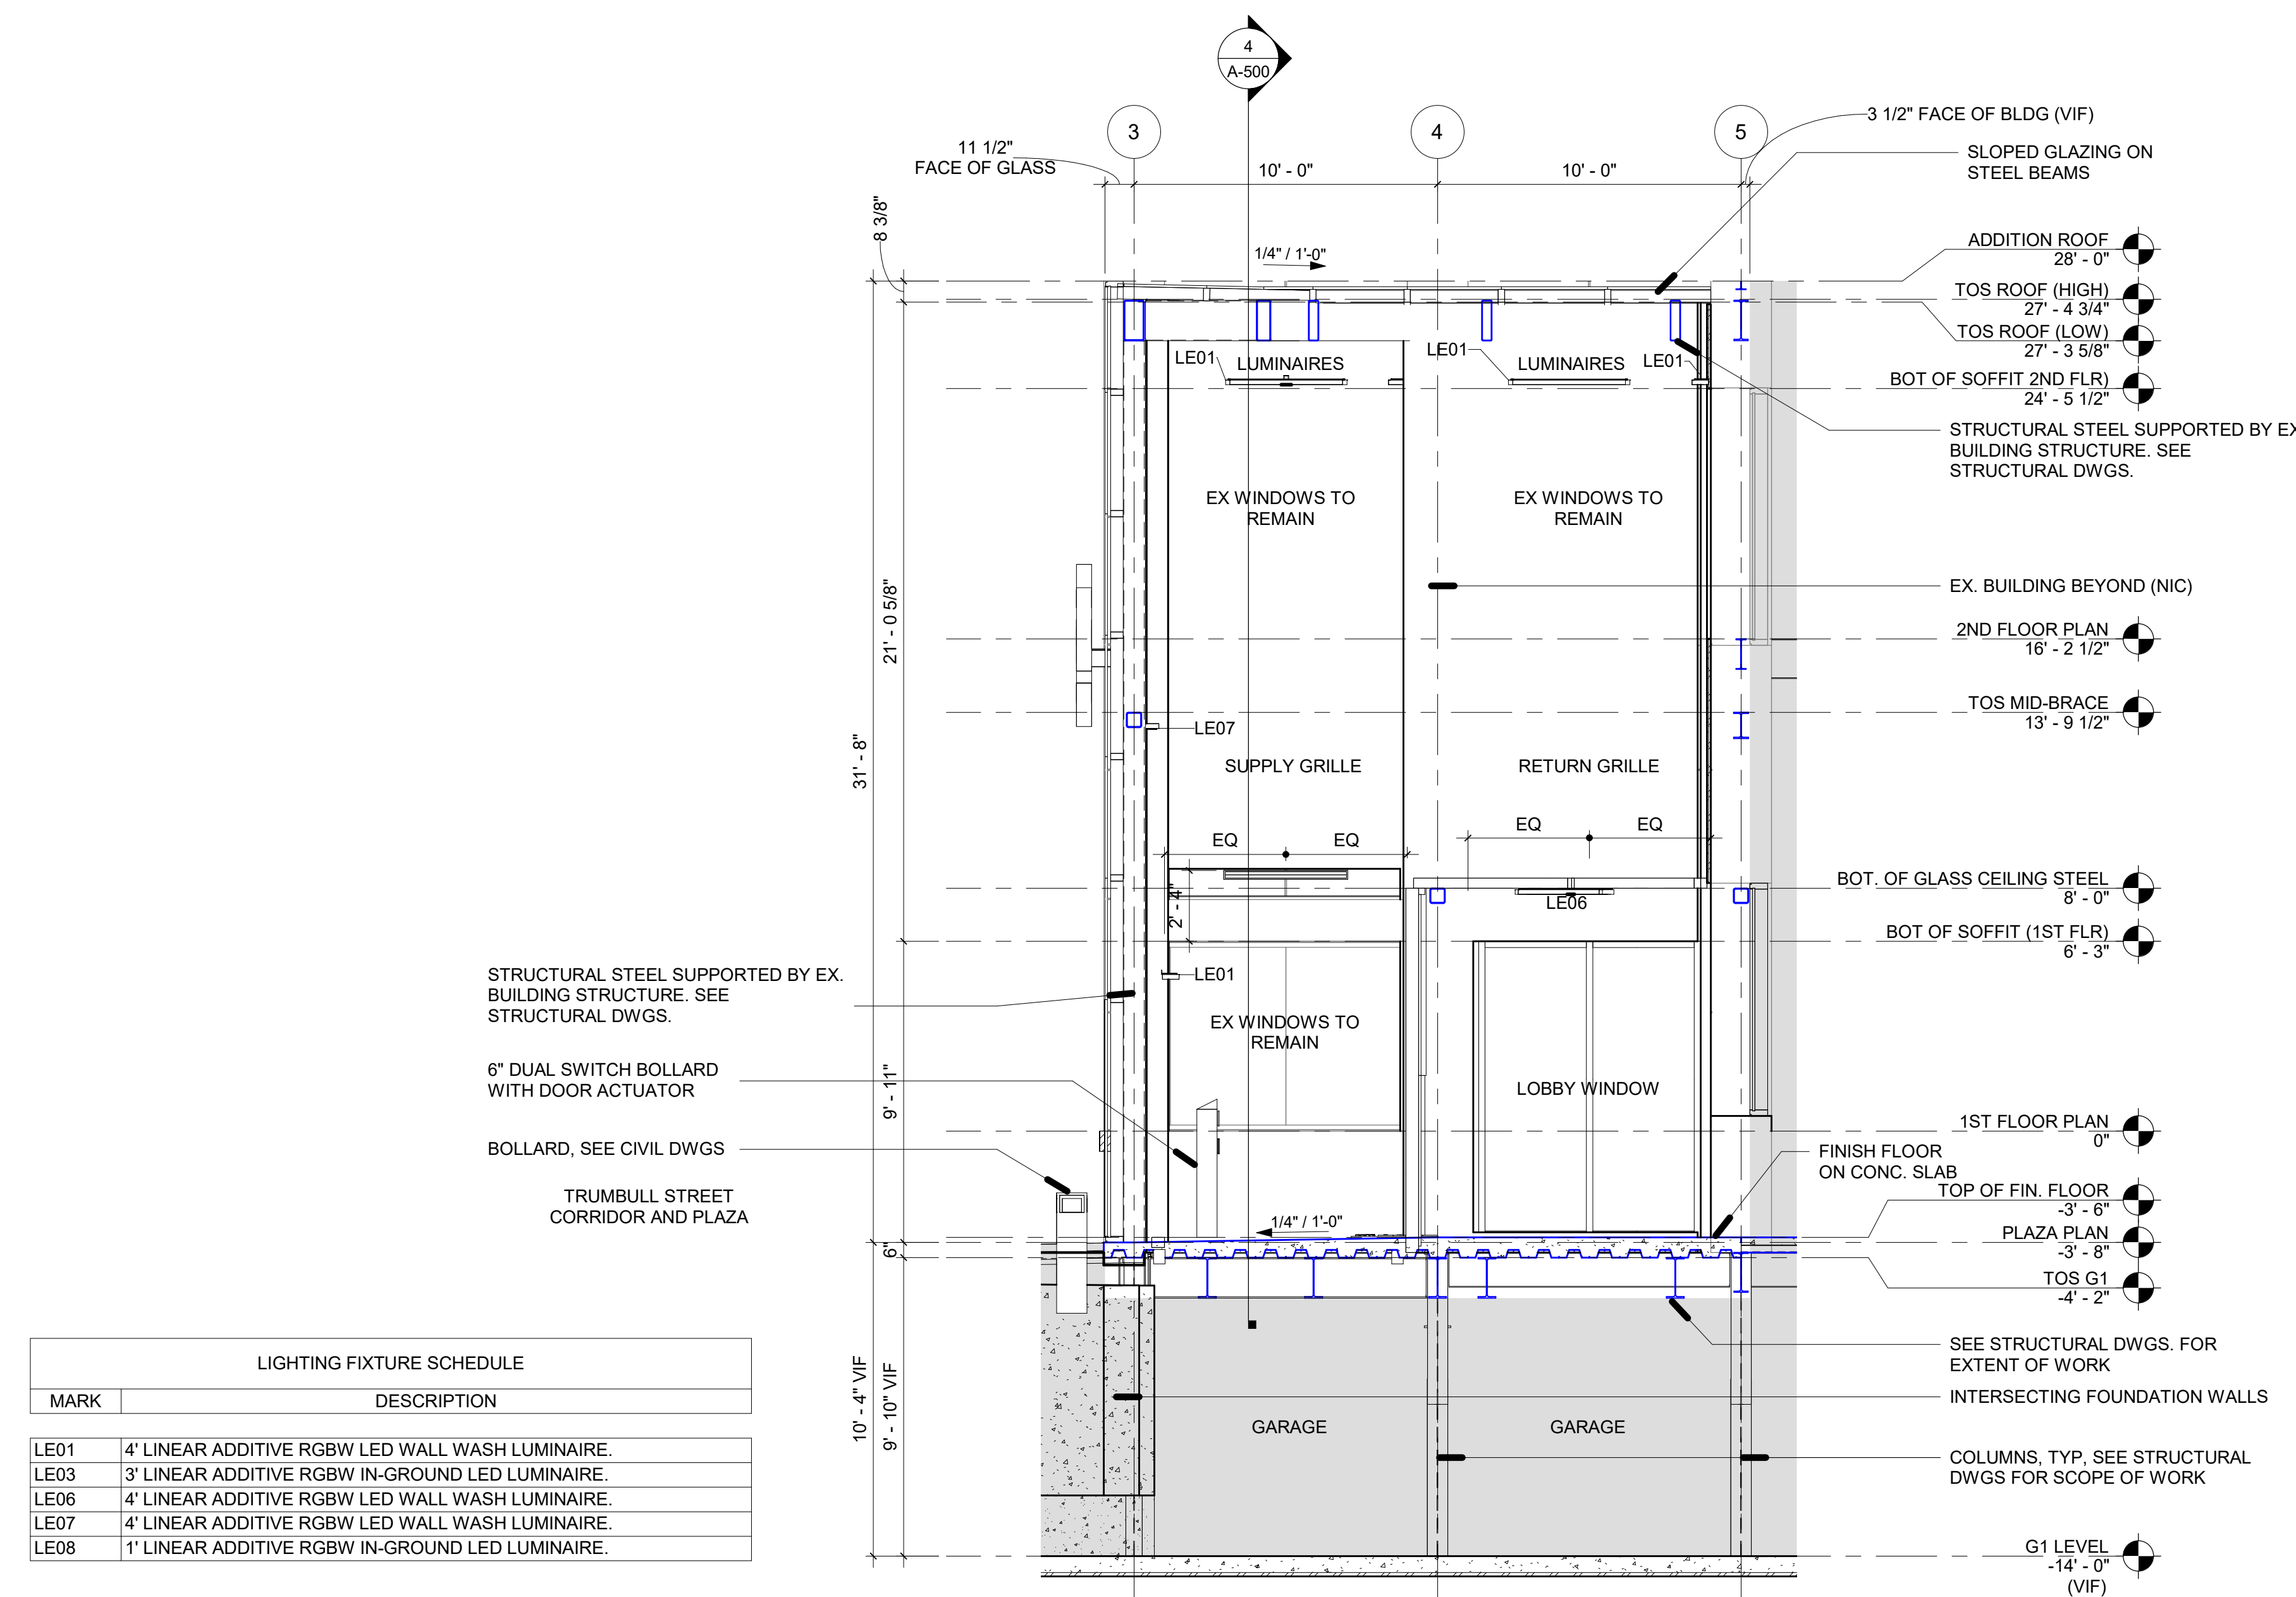 4
A-500
3
4
5
3 1/2" FACE OF BLDG (VIF)
11 1/2"
FACE OF GLASS
10' - 0"
10' - 0"
SLOPED GLAZING ON
STEEL BEAMS
8 3/8"
1/4" / 1'-0"
ADDITION ROOF
28' - 0"
TOS ROOF (HIGH)
27' - 4 3/4"
TOS ROOF (LOW)
27' - 3 5/8"
LE01
LUMINAIRES
LE01
LUMINAIRES
LE01
BOT OF SOFFIT 2ND FLR)
24' - 5 1/2"
STRUCTURAL STEEL SUPPORTED BY EX
BUILDING STRUCTURE. SEE
STRUCTURAL DWGS.
EX WINDOWS TO
REMAIN
EX WINDOWS TO
REMAIN
EX. BUILDING BEYOND (NIC)
21' - 0 5/8"
2ND FLOOR PLAN
16' - 2 1/2"
TOS MID-BRACE
13' - 9 1/2"
LE07
31' - 8"
SUPPLY GRILLE
RETURN GRILLE
EQ
EQ
EQ
EQ
2' - 4"
LE06
BOT. OF GLASS CEILING STEEL
8' - 0"
BOT OF SOFFIT (1ST FLR)
6' - 3"
STRUCTURAL STEEL SUPPORTED BY EX.
BUILDING STRUCTURE. SEE
STRUCTURAL DWGS.
LE01
EX WINDOWS TO
REMAIN
6" DUAL SWITCH BOLLARD
WITH DOOR ACTUATOR
9' - 11"
LOBBY WINDOW
BOLLARD, SEE CIVIL DWGS
1ST FLOOR PLAN
0"
FINISH FLOOR
ON CONC. SLAB
TRUMBULL STREET
CORRIDOR AND PLAZA
TOP OF FIN. FLOOR
-3' - 6"
1/4" / 1'-0"
PLAZA PLAN
-3' - 8"
6"
TOS G1
-4' - 2"
SEE STRUCTURAL DWGS. FOR
EXTENT OF WORK
INTERSECTING FOUNDATION WALLS
10' - 4" VIF
9' - 10" VIF
GARAGE
GARAGE
COLUMNS, TYP, SEE STRUCTURAL
DWGS FOR SCOPE OF WORK
G1 LEVEL
-14' - 0"
(VIF)
LIGHTING FIXTURE SCHEDULE
MARK DESCRIPTION
LE01 4' LINEAR ADDITIVE RGBW LED WALL WASH LUMINAIRE.
LE03 3' LINEAR ADDITIVE RGBW IN-GROUND LED LUMINAIRE.
LE06 4' LINEAR ADDITIVE RGBW LED WALL WASH LUMINAIRE.
LE07 4' LINEAR ADDITIVE RGBW LED WALL WASH LUMINAIRE.
LE08 1' LINEAR ADDITIVE RGBW IN-GROUND LED LUMINAIRE.